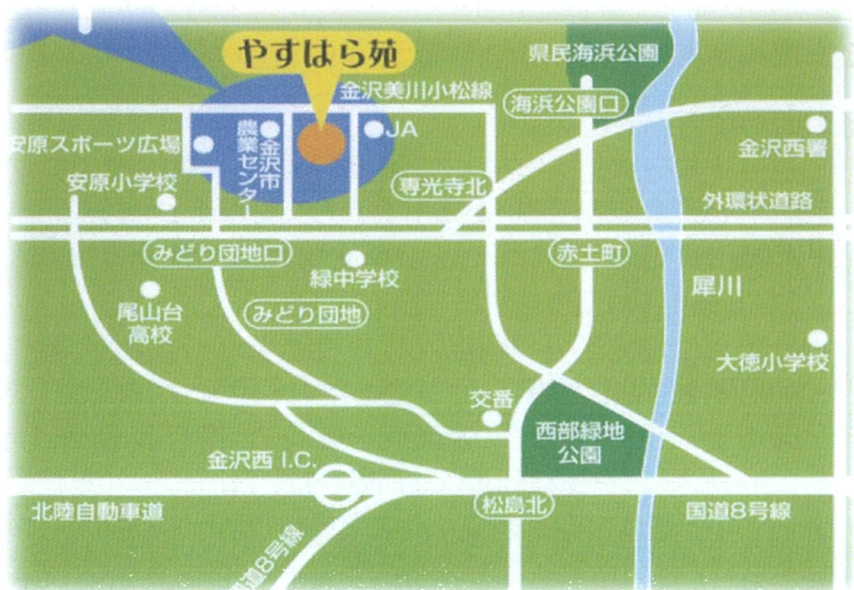 やすはら苑
県民海浜公園
金沢美川小松線
海浜公園口
JA
金沢市
農業センター
安原スポーツ広場
金沢西署
安原小学校
専光寺北
外環状道路
みどり団地口
赤土町
緑中学校
犀川
尾山台
高校
みどり団地
大徳小学校
交番
西部緑地
公園
金沢西 I.C.
北陸自動車道
松島北
国道8号線
国道8号線